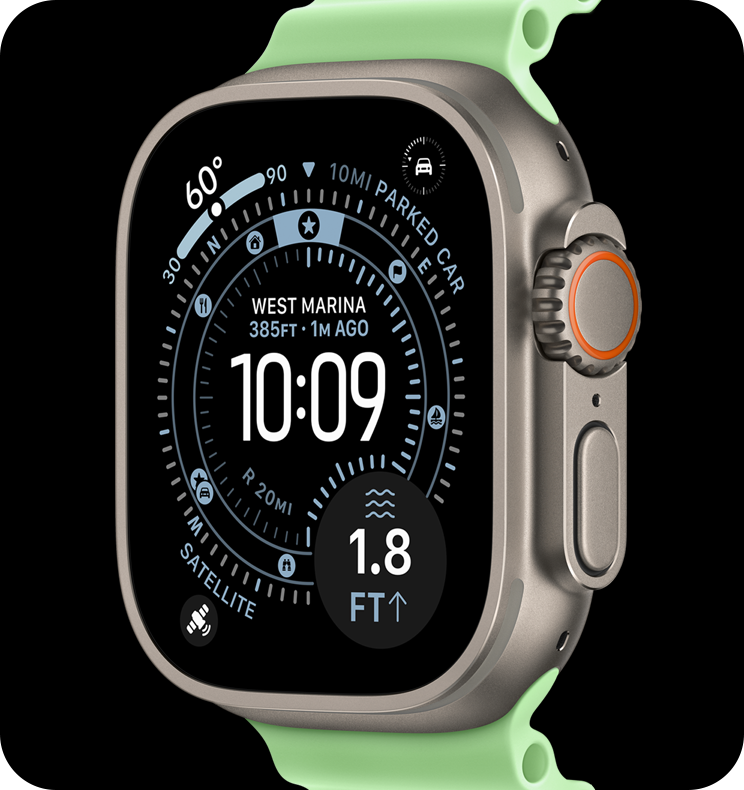 60°
30
90
10MI PARKED CAR
N
E
WEST MARINA
385FT · 1M AGO
10:09
R 20MI
W
SATELLITE
1.8
FT↑